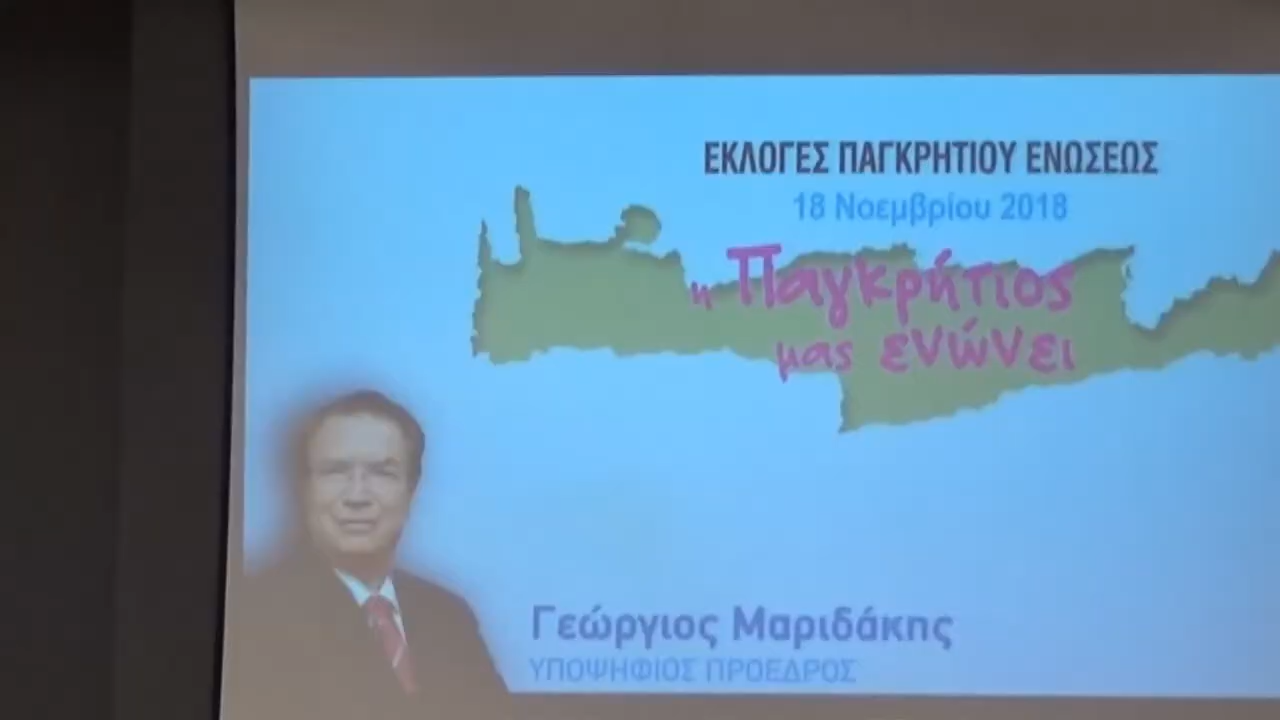 ΕΚΛΟΓΕΣ ΠΑΓΚΡΗΤΙΟΥ ΕΝΩΣΕΩΣ
18 Νοεμβρίου 2018
η Παγκρήτιος
μας ενώνει
Γεώργιος Μαριδάκης
ΥΠΟΨΗΦΙΟΣ ΠΡΟΕΔΡΟΣ